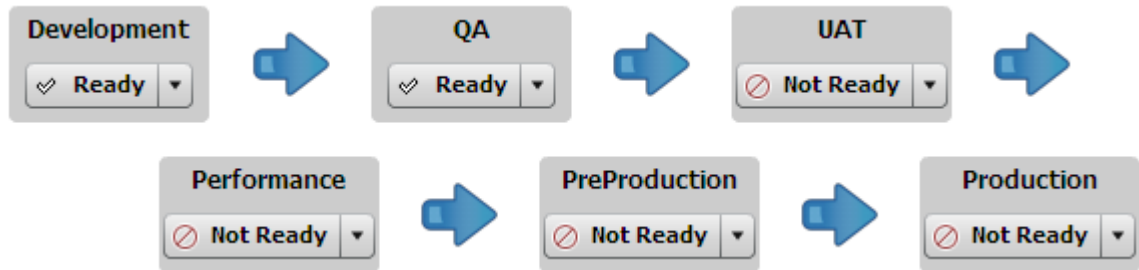 Development QA UAT
Ready Ready Not Ready
Performance PreProduction Production
Not Ready Not Ready Not Ready